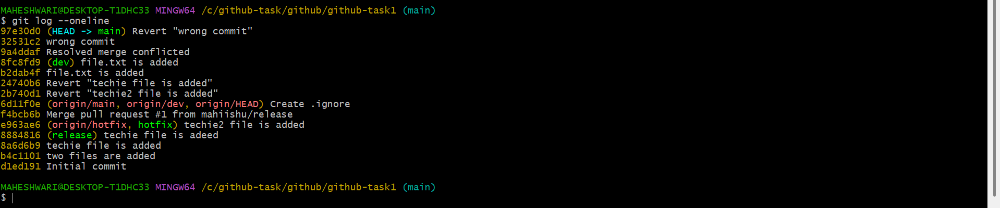 MAHESHWARI@DESKTOP-T1DHC33 MINGW64 /c/github-task/github/github-task1 (main)
$ git log --oneline
97e30d0 (HEAD -> main) Revert "wrong commit"
32531c2 wrong commit
9a4ddaf Resolved merge conflicted
8fc8fd9 (dev) file.txt is added
b2dab4f file.txt is added
24740b6 Revert "techie file is added"
2b740d1 Revert "techie2 file is added"
6d11f0e (origin/main, origin/dev, origin/HEAD) Create .ignore
f4bcb6b Merge pull request #1 from mahiishu/release
e963ae6 (origin/hotfix, hotfix) techie2 file is added
8884816 (release) techie file is adeed
8a6d6b9 techie file is added
b4c1101 two files are added
d1ed191 Initial commit
MAHESHWARI@DESKTOP-T1DHC33 MINGW64 /c/github-task/github/github-task1 (main)
$